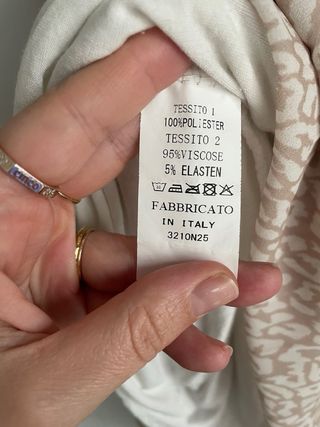 TESSITO 1
100%POLIESTER
TESSITO 2
95%VISCOSE
5% ELASTEN
FABBRICATO
IN ITALY
3210N25